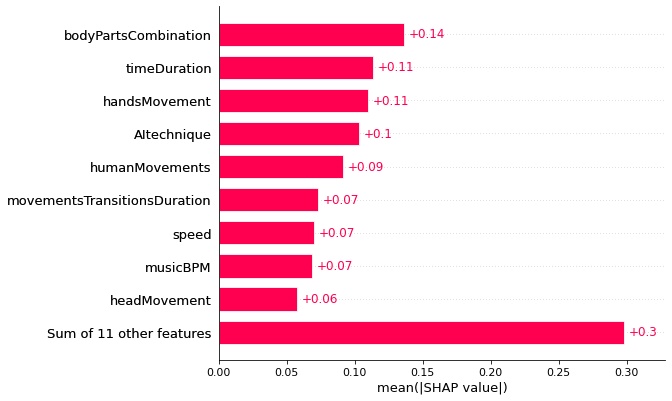 bodyPartsCombination +0.14
timeDuration +0.11
handsMovement +0.11
AItechnique +0.1
humanMovements +0.09
movementsTransitionsDuration +0.07
speed +0.07
musicBPM +0.07
headMovement +0.06
Sum of 11 other features +0.3
0.00 0.05 0.10 0.15 0.20 0.25 0.30
mean(|SHAP value|)